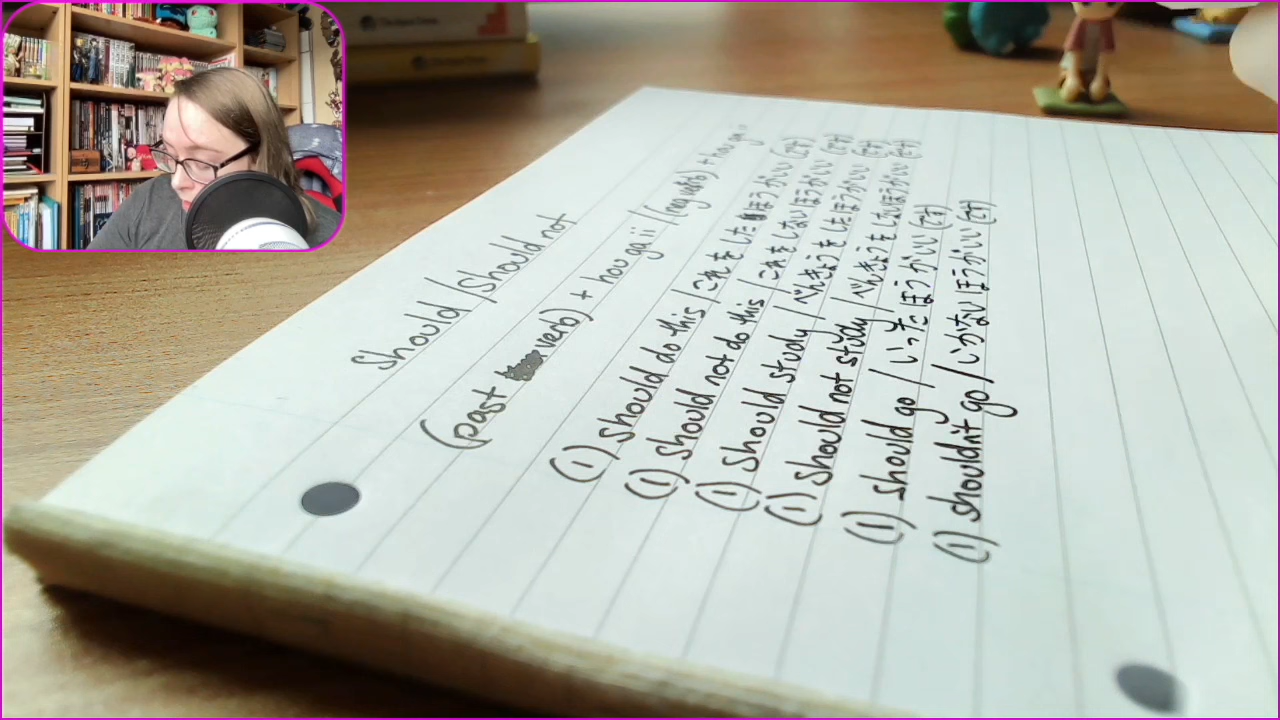 Should / Should not
(past verb) + hou ga ii / (negverb) + hou ga ii
(I) should do this / これをしたほうがいい (です)
(I) should not do this / これをしないほうがいい (です)
(I) should study / べんきょうをしたほうがいい (です)
(I) should not study / べんきょうをしないほうがいい (です)
(I) should go / いったほうがいい (です)
(I) shouldn't go / いかないほうがいい (です)